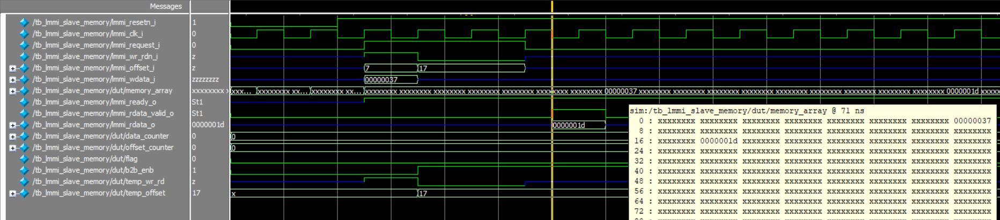 Messages
/tb_lmmi_slave_memory/lmmi_resetn_i 1
/tb_lmmi_slave_memory/lmmi_clk_i 0
/tb_lmmi_slave_memory/lmmi_request_i 0
/tb_lmmi_slave_memory/lmmi_wr_rdn_i z
/tb_lmmi_slave_memory/lmmi_offset_i z 7 17
/tb_lmmi_slave_memory/lmmi_wdata_i zzzzzzzz 00000037
/tb_lmmi_slave_memory/dut/memory_array xxxxxxxx x xxx... xxxxxxxx xx... xxxxxxxx xx... xxxxxxxx xxxxxxxx xxxxxxxx xxxxxxxx xxxxxxxx xxxxxxxx xxxxxxxx 00000037 xxxxxxxx xxxxxxxx xxxxxxxx xxxxxxxx xxxxxxxx xxxxxxxx xxxxxxxx xxxxxxxx xxxxxxxx 0000001d xxxxx
/tb_lmmi_slave_memory/lmmi_ready_o St1
/tb_lmmi_slave_memory/lmmi_rdata_valid_o St1
/tb_lmmi_slave_memory/lmmi_rdata_o 0000001d 0000001d
/tb_lmmi_slave_memory/dut/data_counter 0 0
/tb_lmmi_slave_memory/dut/offset_counter 0 0
/tb_lmmi_slave_memory/dut/flag 0
/tb_lmmi_slave_memory/dut/b2b_enb 1
/tb_lmmi_slave_memory/dut/temp_wr_rd z
/tb_lmmi_slave_memory/dut/temp_offset 17 x 17
sim:/tb_lmmi_slave_memory/dut/memory_array @ 71 ns
0 : xxxxxxxx xxxxxxxx xxxxxxxx xxxxxxxx xxxxxxxx xxxxxxxx xxxxxxxx 00000037
8 : xxxxxxxx xxxxxxxx xxxxxxxx xxxxxxxx xxxxxxxx xxxxxxxx xxxxxxxx xxxxxxxx
16 : xxxxxxxx 0000001d xxxxxxxx xxxxxxxx xxxxxxxx xxxxxxxx xxxxxxxx xxxxxxxx
24 : xxxxxxxx xxxxxxxx xxxxxxxx xxxxxxxx xxxxxxxx xxxxxxxx xxxxxxxx xxxxxxxx
32 : xxxxxxxx xxxxxxxx xxxxxxxx xxxxxxxx xxxxxxxx xxxxxxxx xxxxxxxx xxxxxxxx
40 : xxxxxxxx xxxxxxxx xxxxxxxx xxxxxxxx xxxxxxxx xxxxxxxx xxxxxxxx xxxxxxxx
48 : xxxxxxxx xxxxxxxx xxxxxxxx xxxxxxxx xxxxxxxx xxxxxxxx xxxxxxxx xxxxxxxx
56 : xxxxxxxx xxxxxxxx xxxxxxxx xxxxxxxx xxxxxxxx xxxxxxxx xxxxxxxx xxxxxxxx
64 : xxxxxxxx xxxxxxxx xxxxxxxx xxxxxxxx xxxxxxxx xxxxxxxx xxxxxxxx xxxxxxxx
72 : xxxxxxxx xxxxxxxx xxxxxxxx xxxxxxxx xxxxxxxx xxxxxxxx xxxxxxxx xxxxxxxx